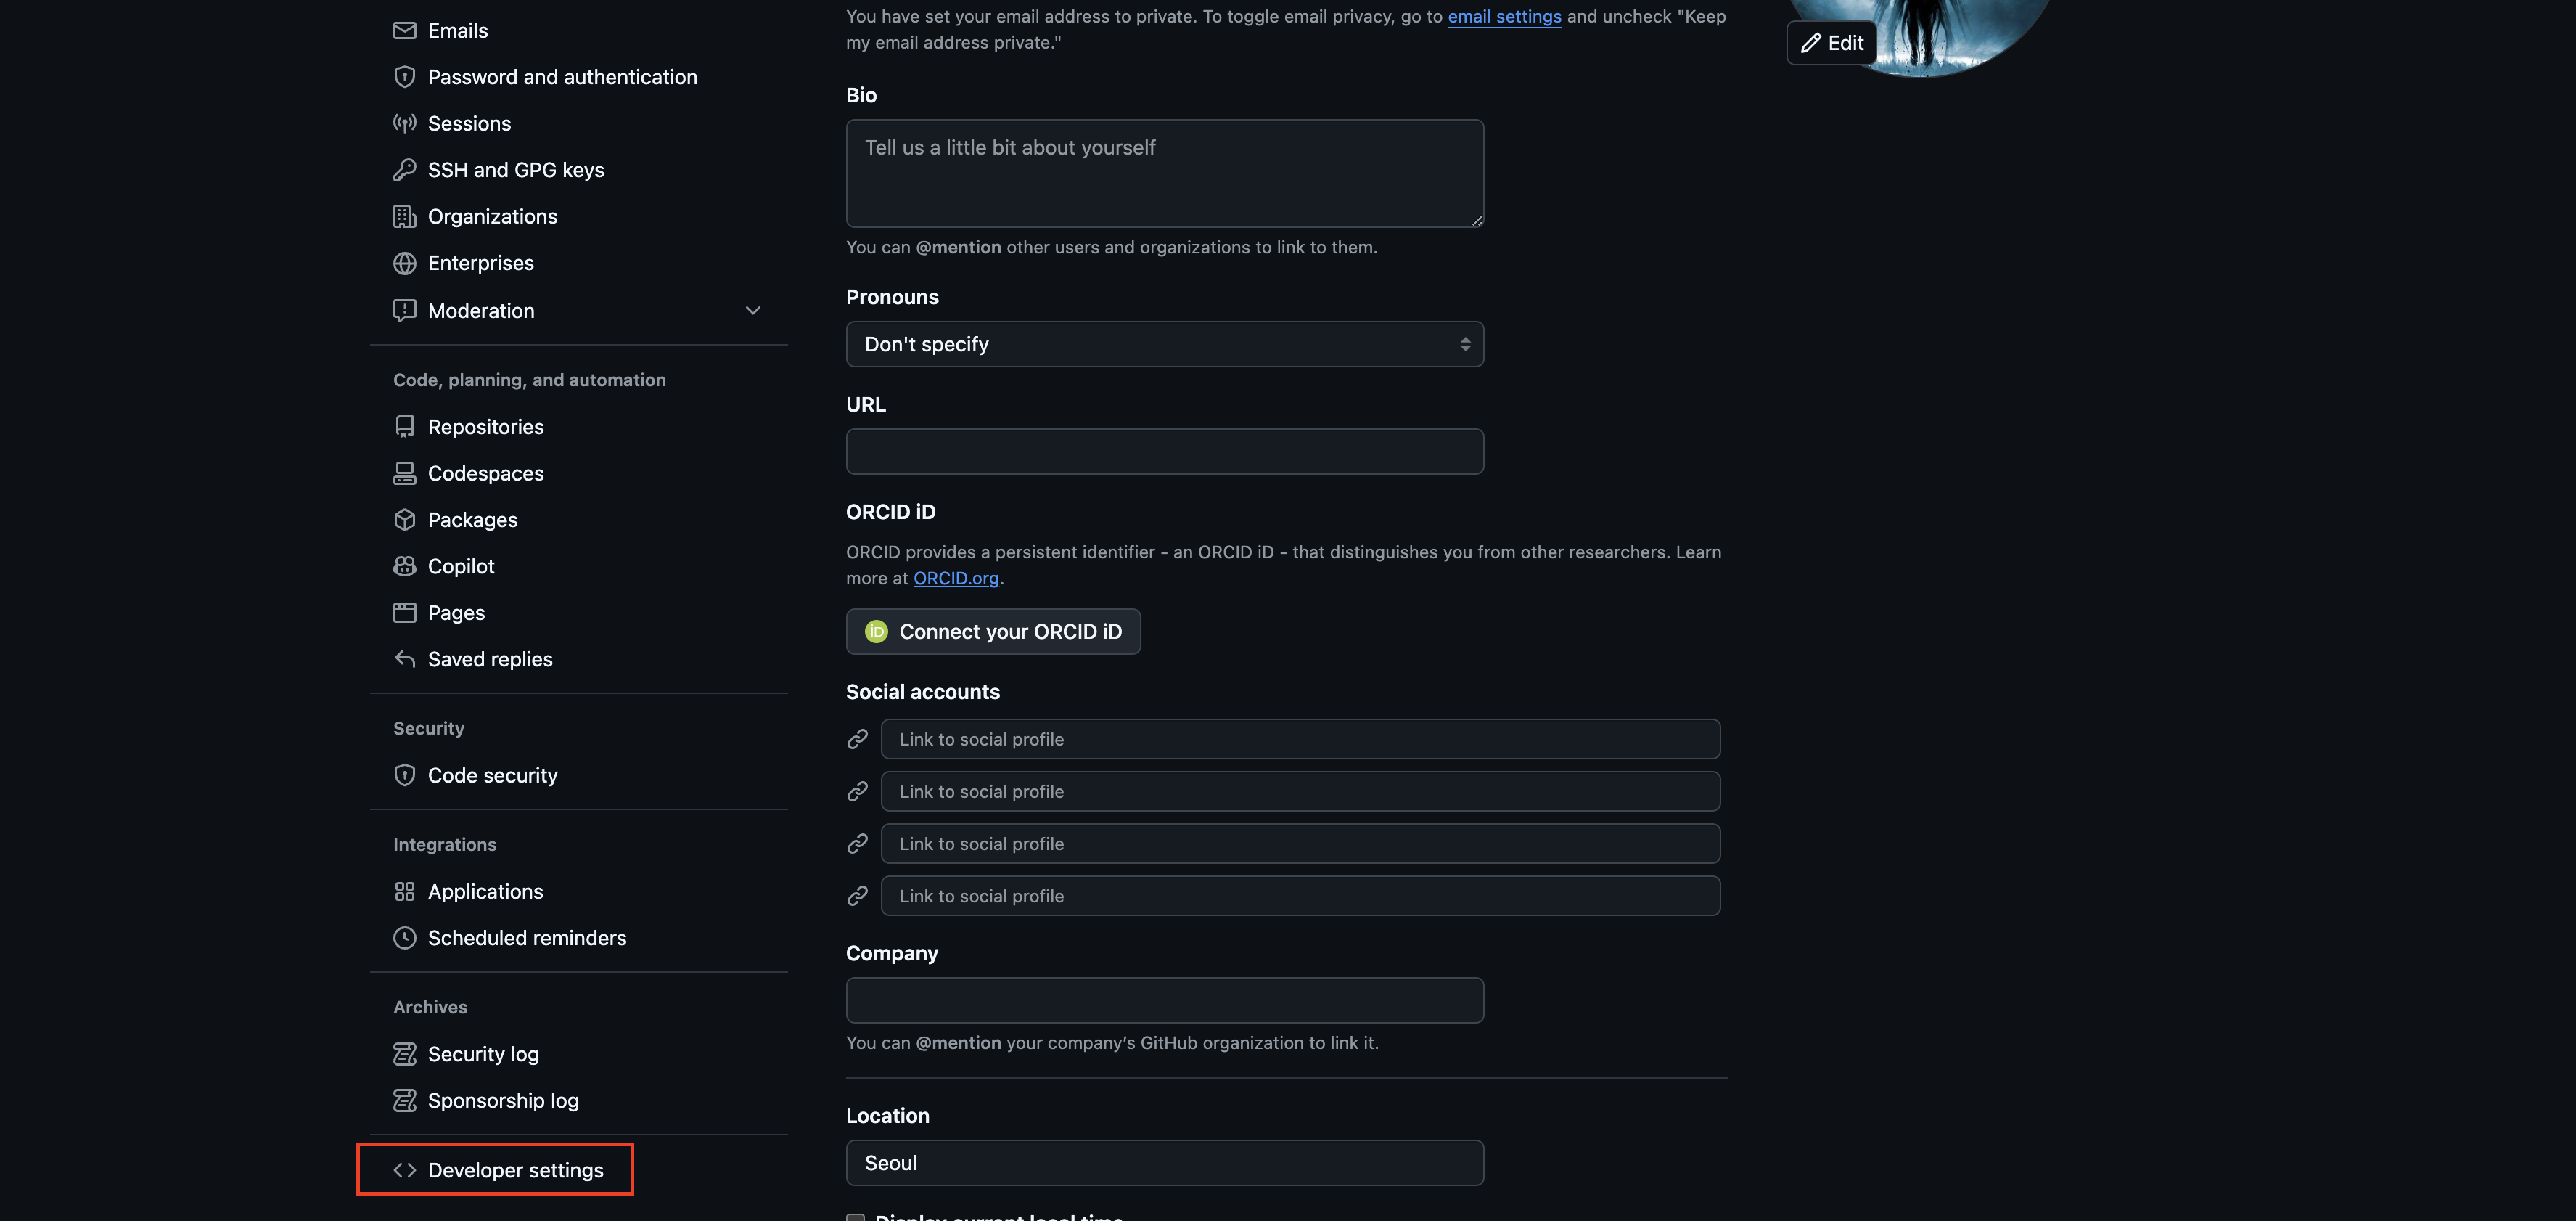 Emails
Password and authentication
Sessions
SSH and GPG keys
Organizations
Enterprises
Moderation
Code, planning, and automation
Repositories
Codespaces
Packages
Copilot
Pages
Saved replies
Security
Code security
Integrations
Applications
Scheduled reminders
Archives
Security log
Sponsorship log
Developer settings
You have set your email address to private. To toggle email privacy, go to email settings and uncheck "Keep
my email address private."
Bio
Tell us a little bit about yourself
You can @mention other users and organizations to link to them.
Pronouns
Don't specify
URL
ORCID iD
ORCID provides a persistent identifier - an ORCID iD - that distinguishes you from other researchers. Learn
more at ORCID.org.
iD Connect your ORCID iD
Social accounts
Link to social profile
Link to social profile
Link to social profile
Link to social profile
Company
You can @mention your company’s GitHub organization to link it.
Location
Seoul
Display current local time
Edit